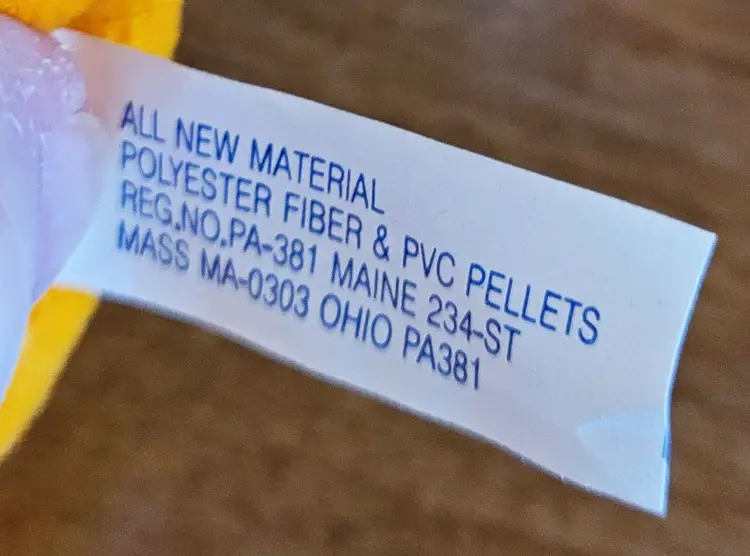 ALL NEW MATERIAL
POLYESTER FIBER & PVC PELLETS
REG.NO.PA-381 MAINE 234-ST
MASS MA-0303 OHIO PA381